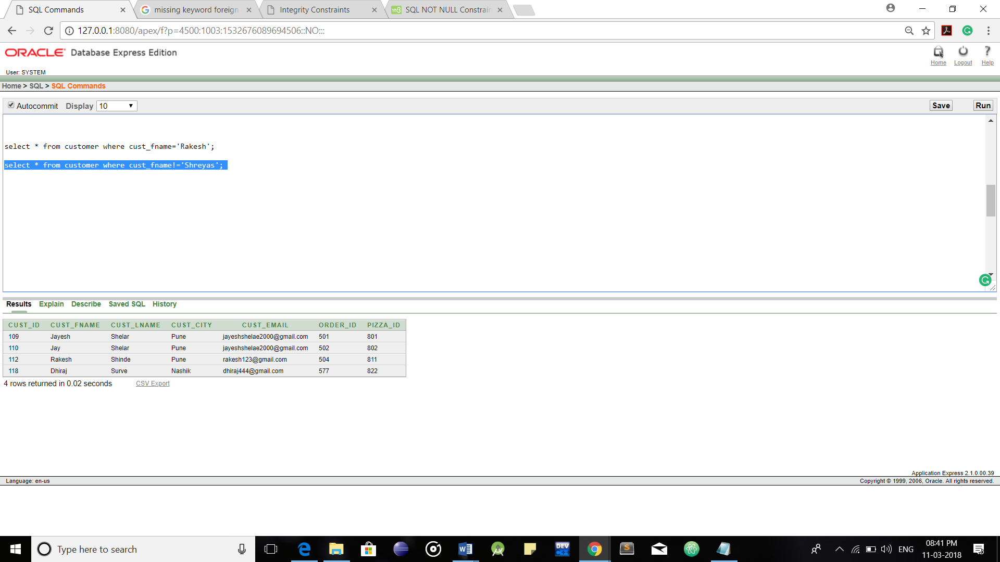 SQL Commands
missing keyword foreign
Integrity Constraints
SQL NOT NULL Constrain
127.0.0.1:8080/apex/f?p=4500:1003:1532676089694506::NO:::
ORACLE Database Express Edition
Home Logout Help
User: SYSTEM
Home > SQL > SQL Commands
Autocommit Display 10 Save Run
select * from customer where cust_fname='Rakesh';
select * from customer where cust_fname!='Shreyas';
Results Explain Describe Saved SQL History
CUST_ID CUST_FNAME CUST_LNAME CUST_CITY CUST_EMAIL ORDER_ID PIZZA_ID
109 Jayesh Shelar Pune jayeshshelae2000@gmail.com 501 801
110 Jay Shelar Pune jayeshshelae2000@gmail.com 502 802
112 Rakesh Shinde Pune rakesh123@gmail.com 504 811
118 Dhiraj Surve Nashik dhiraj444@gmail.com 577 822
4 rows returned in 0.02 seconds CSV Export
Application Express 2.1.0.00.39
Language: en-us Copyright © 1999, 2006, Oracle. All rights reserved.
Type here to search
DEV C++
ENG
08:41 PM
11-03-2018